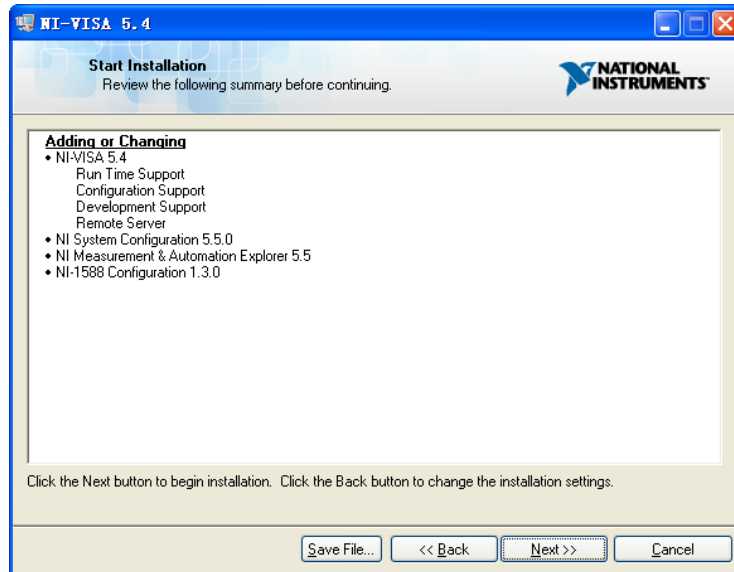 NI-VISA 5.4
Start Installation
Review the following summary before continuing.
NATIONAL
INSTRUMENTS™
Adding or Changing
• NI-VISA 5.4
Run Time Support
Configuration Support
Development Support
Remote Server
• NI System Configuration 5.5.0
• NI Measurement & Automation Explorer 5.5
• NI-1588 Configuration 1.3.0
Click the Next button to begin installation. Click the Back button to change the installation settings.
Save File... << Back Next >> Cancel